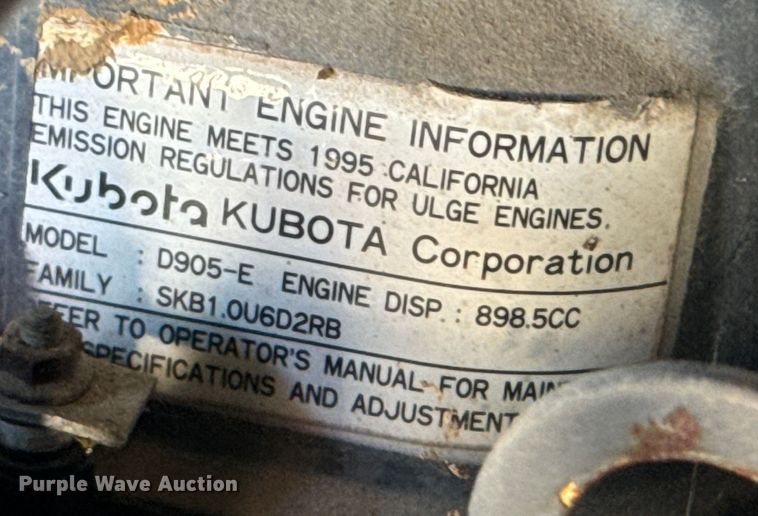 IMPORTANT ENGINE INFORMATION
THIS ENGINE MEETS 1995 CALIFORNIA
EMISSION REGULATIONS FOR ULGE ENGINES.
Kubota KUBOTA Corporation
MODEL : D905-E ENGINE DISP. : 898.5CC
FAMILY : SKB1.0U6D2RB
REFER TO OPERATOR'S MANUAL FOR
SPECIFICATIONS AND ADJUSTMENT
Purple Wave Auction